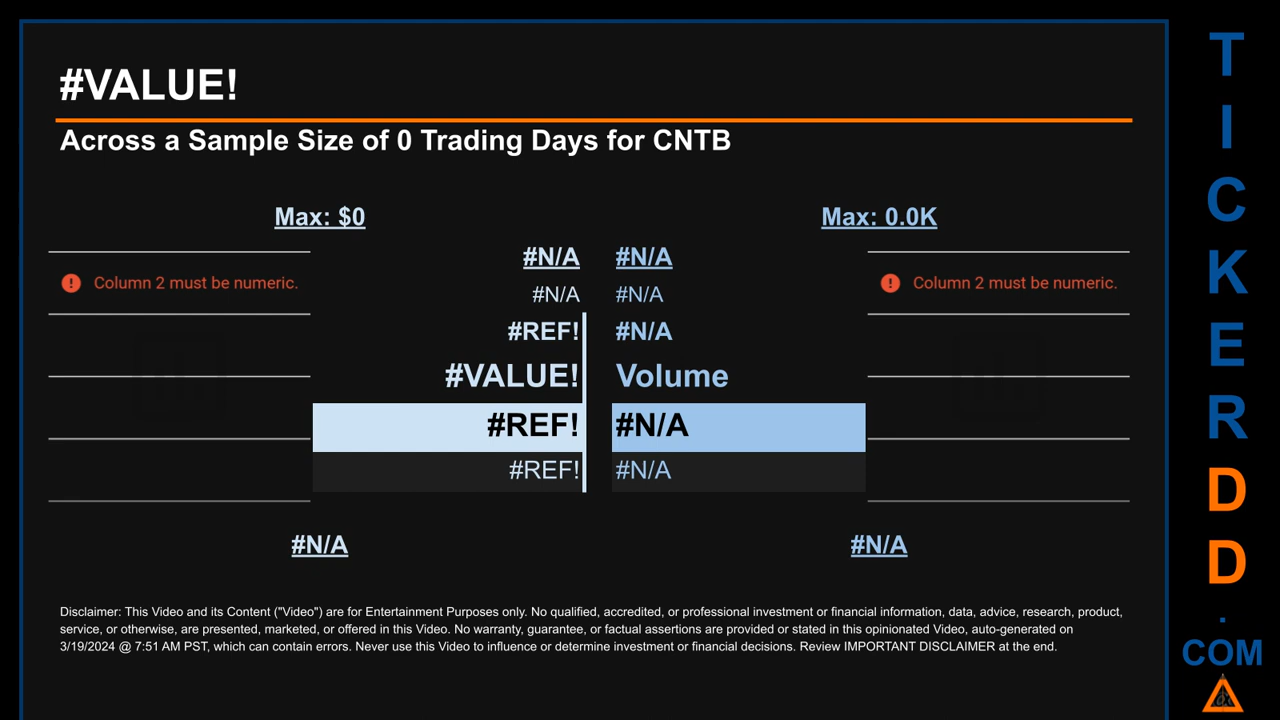 #VALUE!
Across a Sample Size of 0 Trading Days for CNTB
Max: $0
Max: 0.0K
#N/A #N/A
Column 2 must be numeric.
Column 2 must be numeric.
#N/A #N/A
#REF! #N/A
#VALUE! Volume
#REF! #N/A
#REF! #N/A
#N/A
#N/A
Disclaimer: This Video and its Content ("Video") are for Entertainment Purposes only. No qualified, accredited, or professional investment or financial information, data, advice, research, product,
service, or otherwise, are presented, marketed, or offered in this Video. No warranty, guarantee, or factual assertions are provided or stated in this opinionated Video, auto-generated on
3/19/2024 @ 7:51 AM PST, which can contain errors. Never use this Video to influence or determine investment or financial decisions. Review IMPORTANT DISCLAIMER at the end.
T
I
C
K
E
R
D
D
.
COM